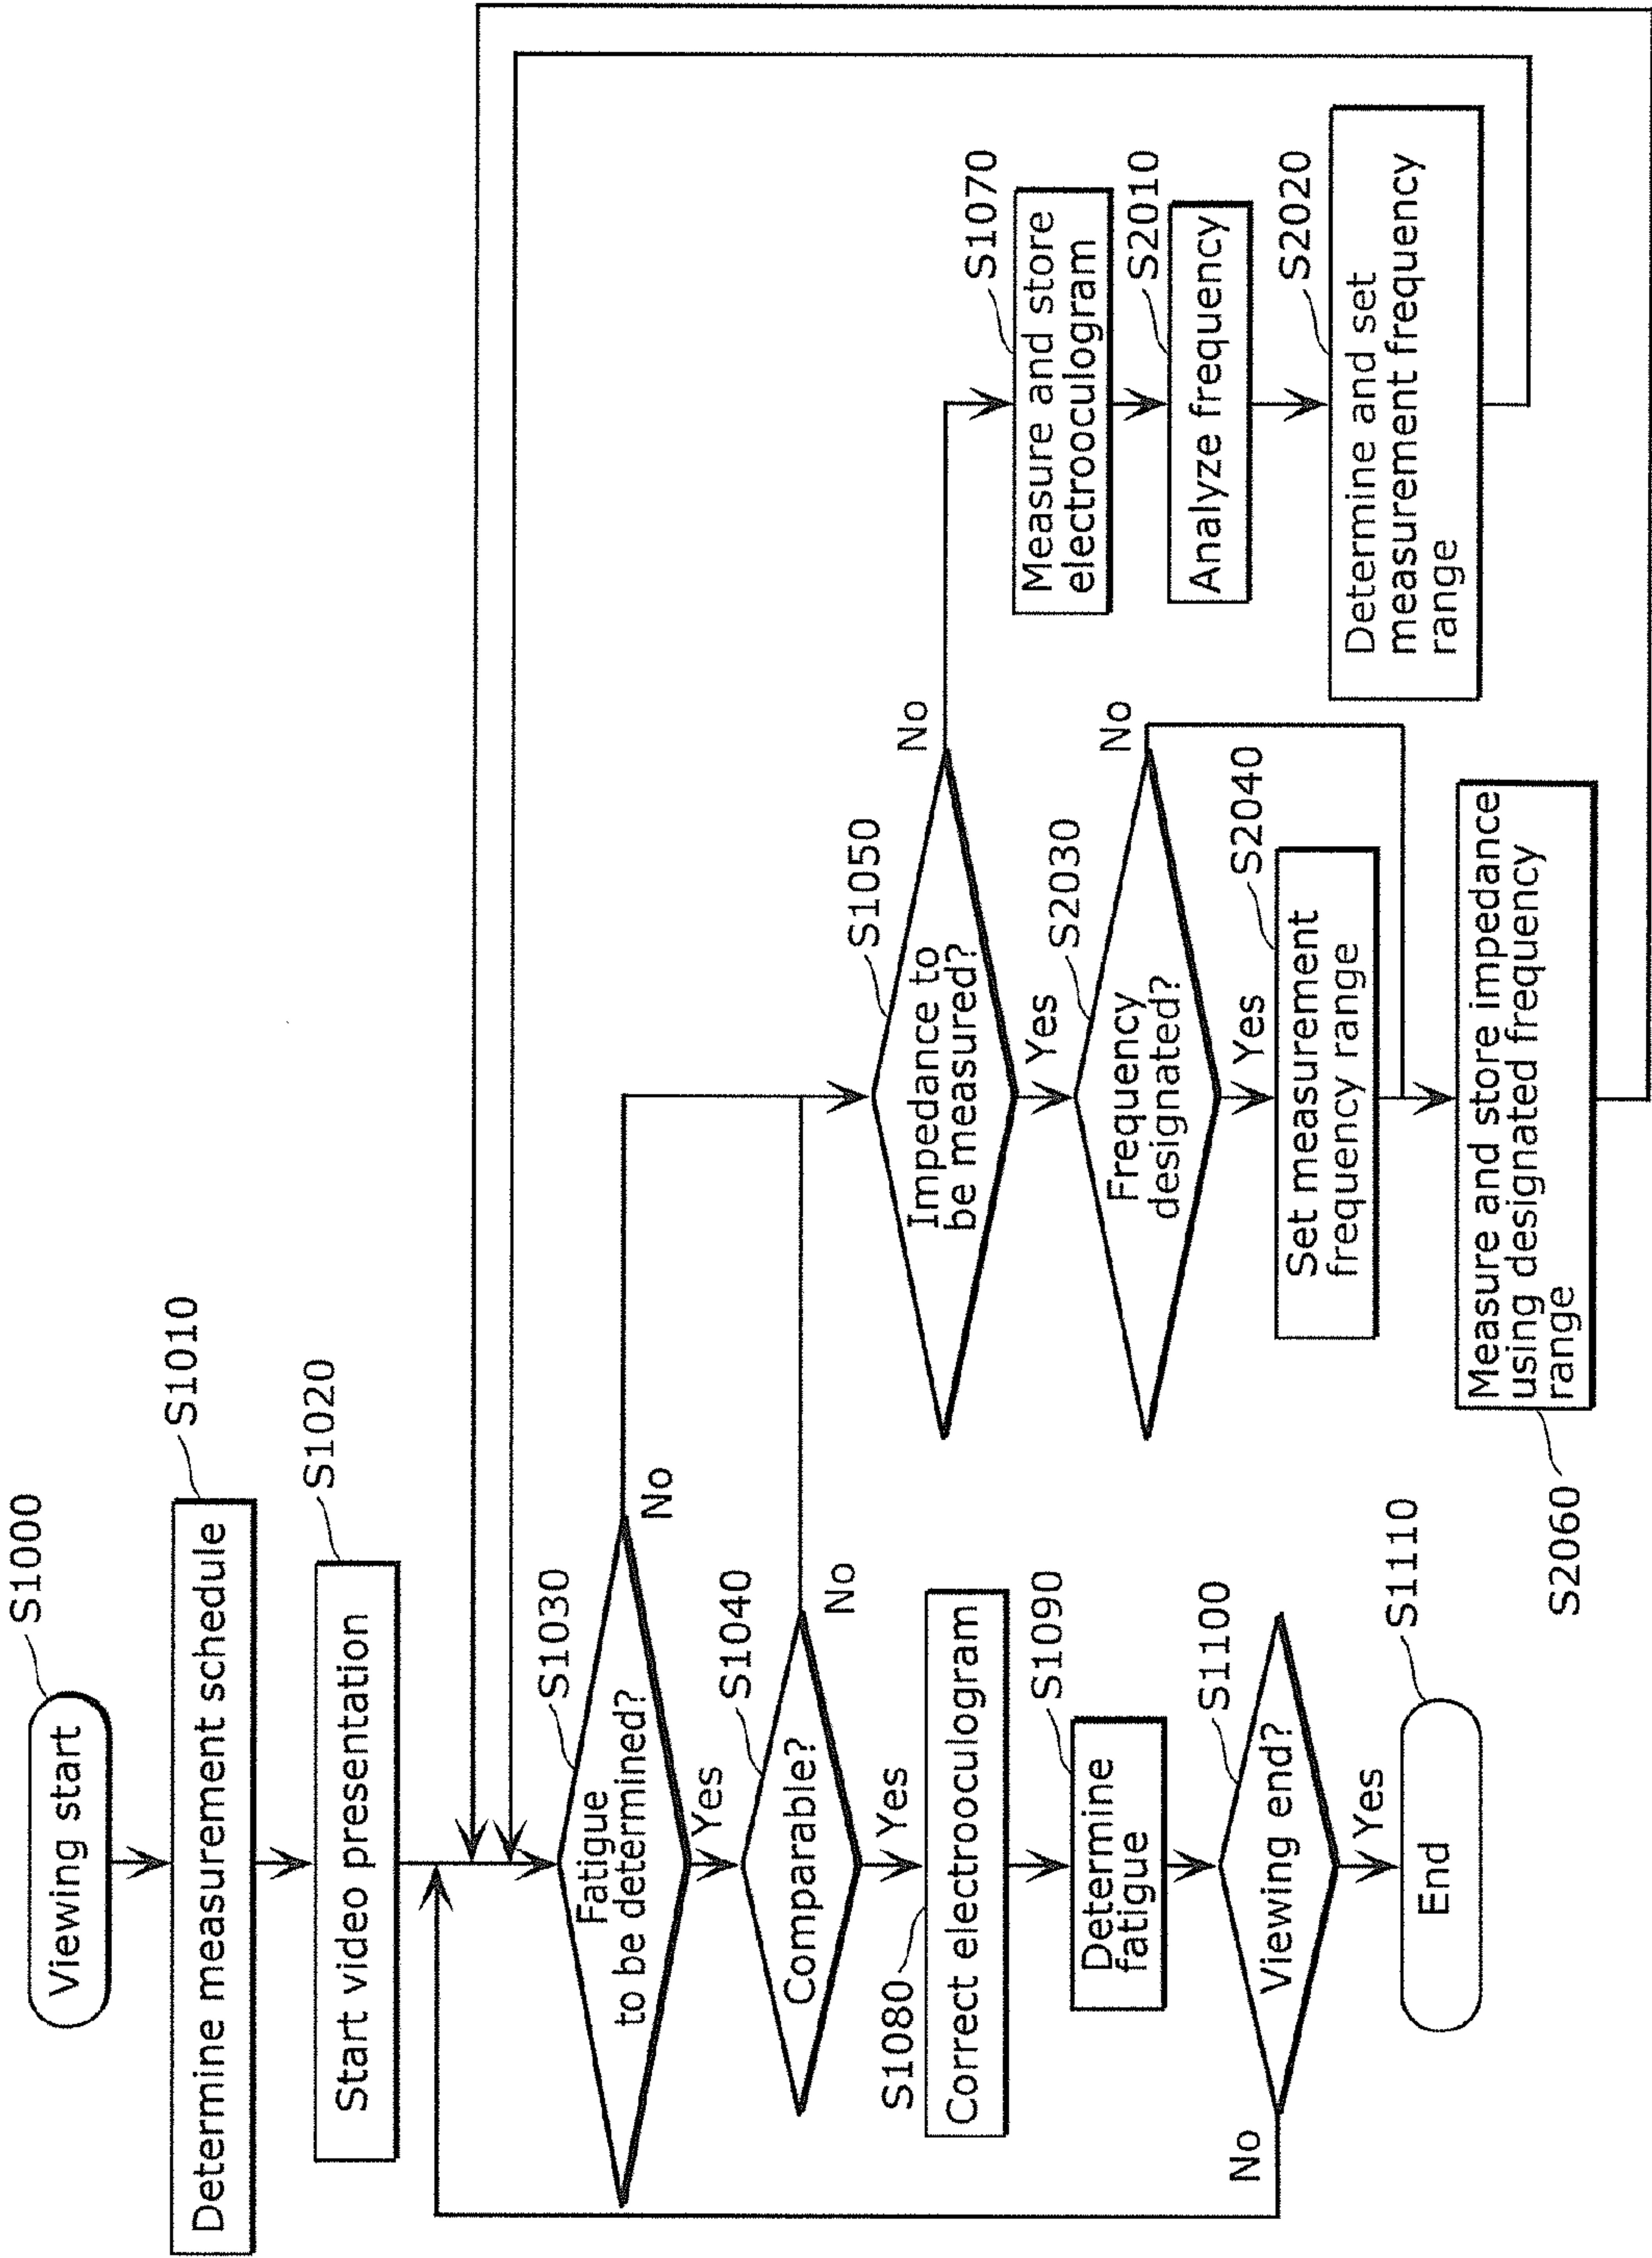 Viewing start
S1000
Determine measurement schedule
S1010
Start video presentation
S1020
Fatigue
to be determined?
S1030
No
Yes
Comparable?
S1040
No
Yes
S1080
Correct electrooculogram
Determine
fatigue
S1090
Viewing end?
S1100
No
Yes
End
S1110
Impedance to
be measured?
S1050
No
Yes
Frequency
designated?
S2030
No
Yes
Set measurement
frequency range
S2040
Measure and store impedance
using designated frequency
range
S2060
Measure and store
electrooculogram
S1070
Analyze frequency
S2010
Determine and set
measurement frequency
range
S2020